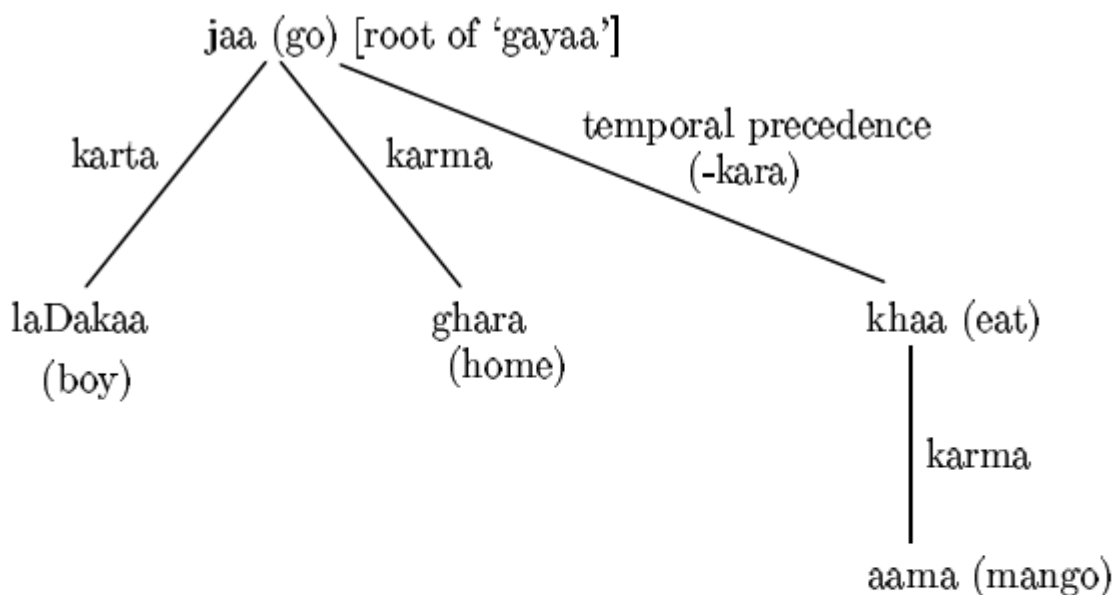 jaa (go) [root of ‘gayaa’]
temporal precedence
(-kara)
karta
karma
laDakaa
(boy)
ghara
(home)
khaa (eat)
karma
aama (mango)